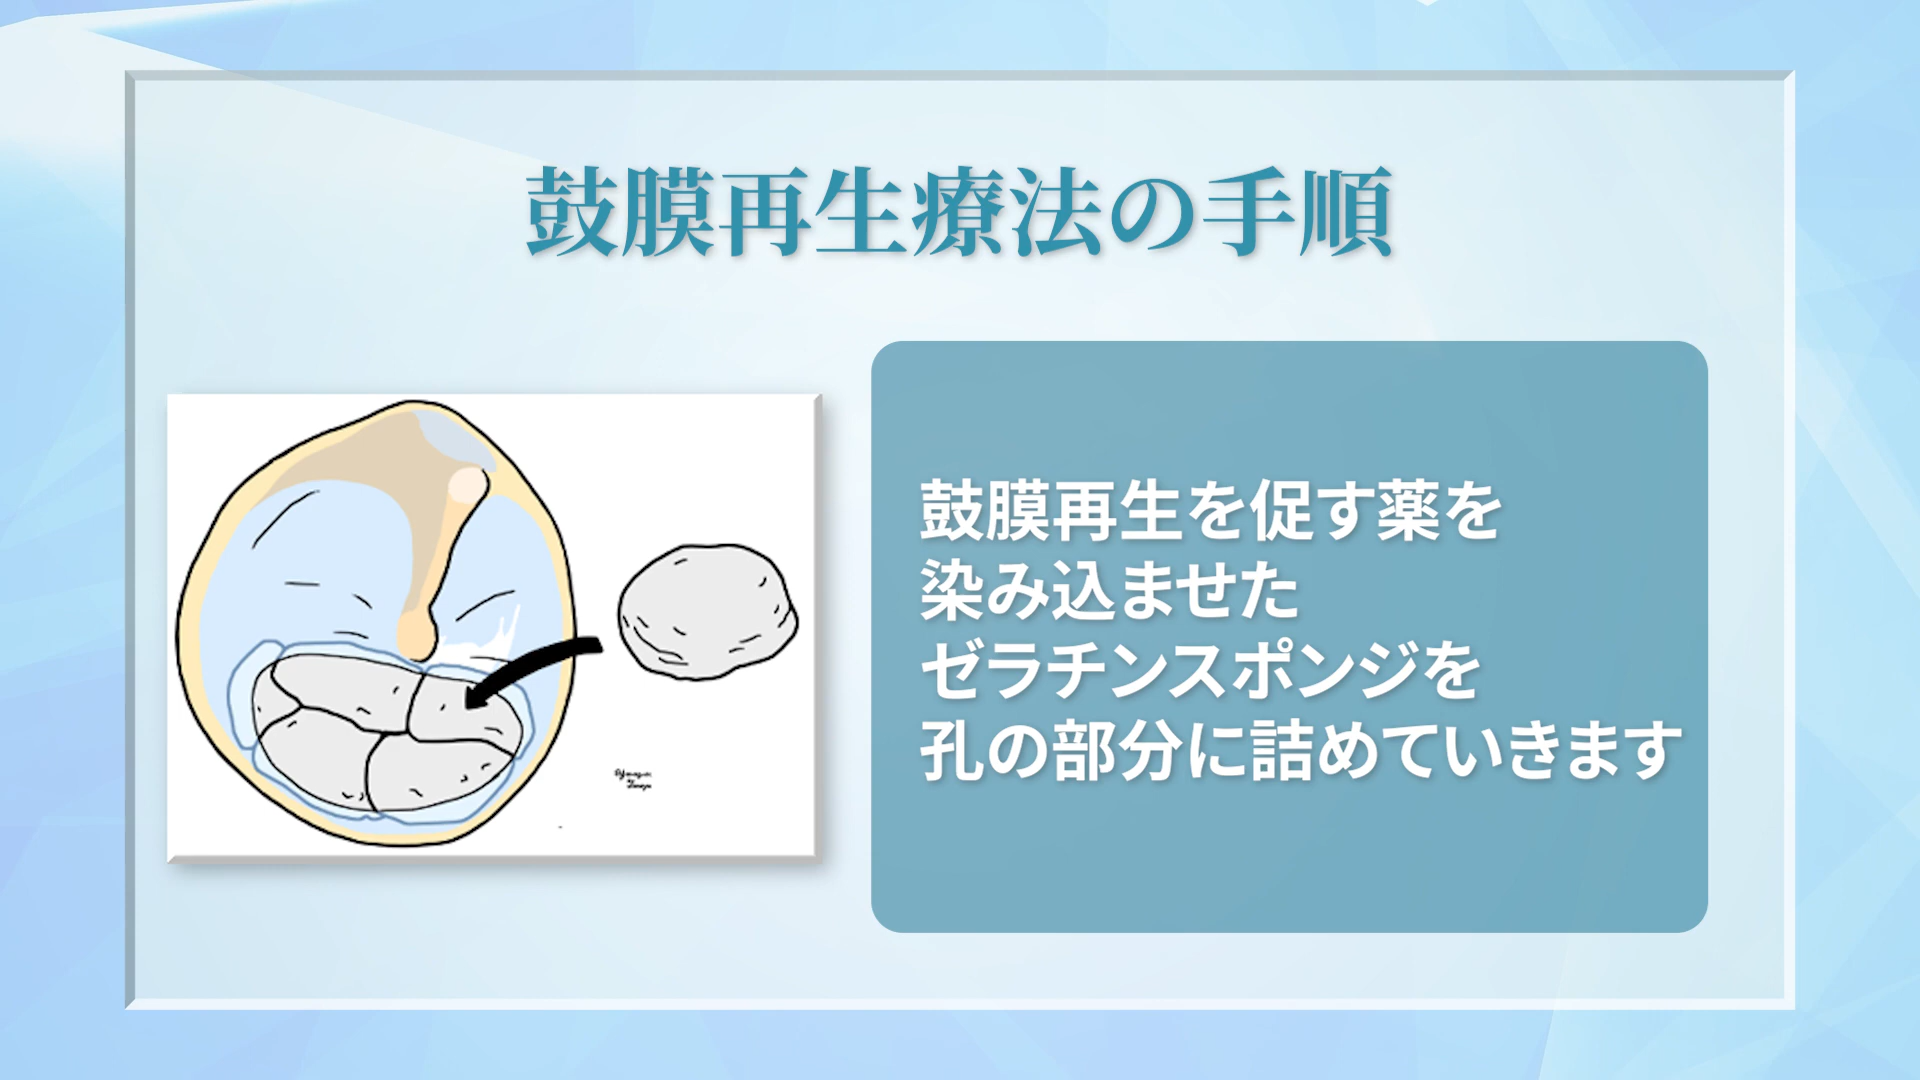 鼓膜再生療法の手順
鼓膜再生を促す薬を
染み込ませた
ゼラチンスポンジを
孔の部分に詰めていきます